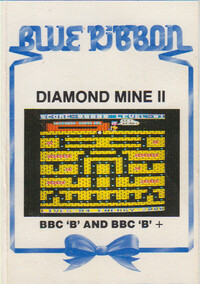 BLUE RIBBON
DIAMOND MINE II
BBC 'B' AND BBC 'B' +